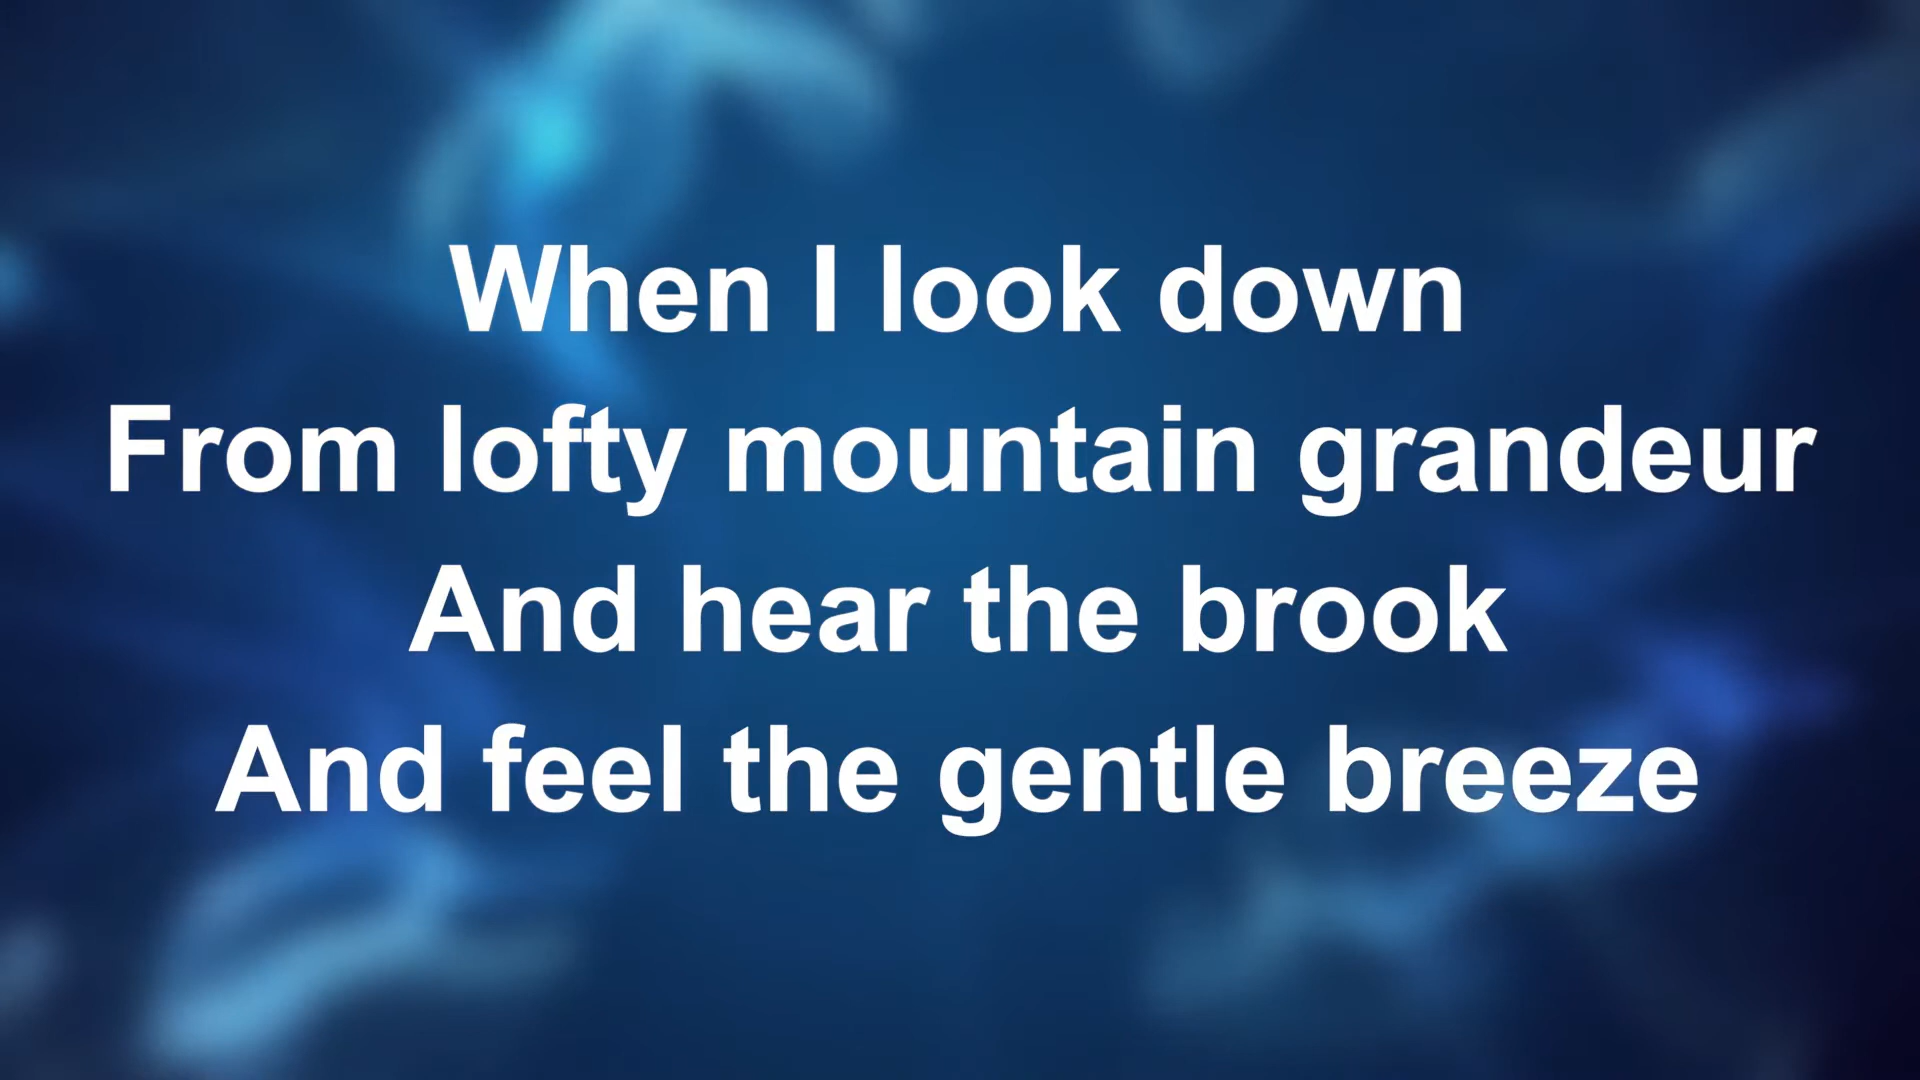 When I look down
From lofty mountain grandeur
And hear the brook
And feel the gentle breeze